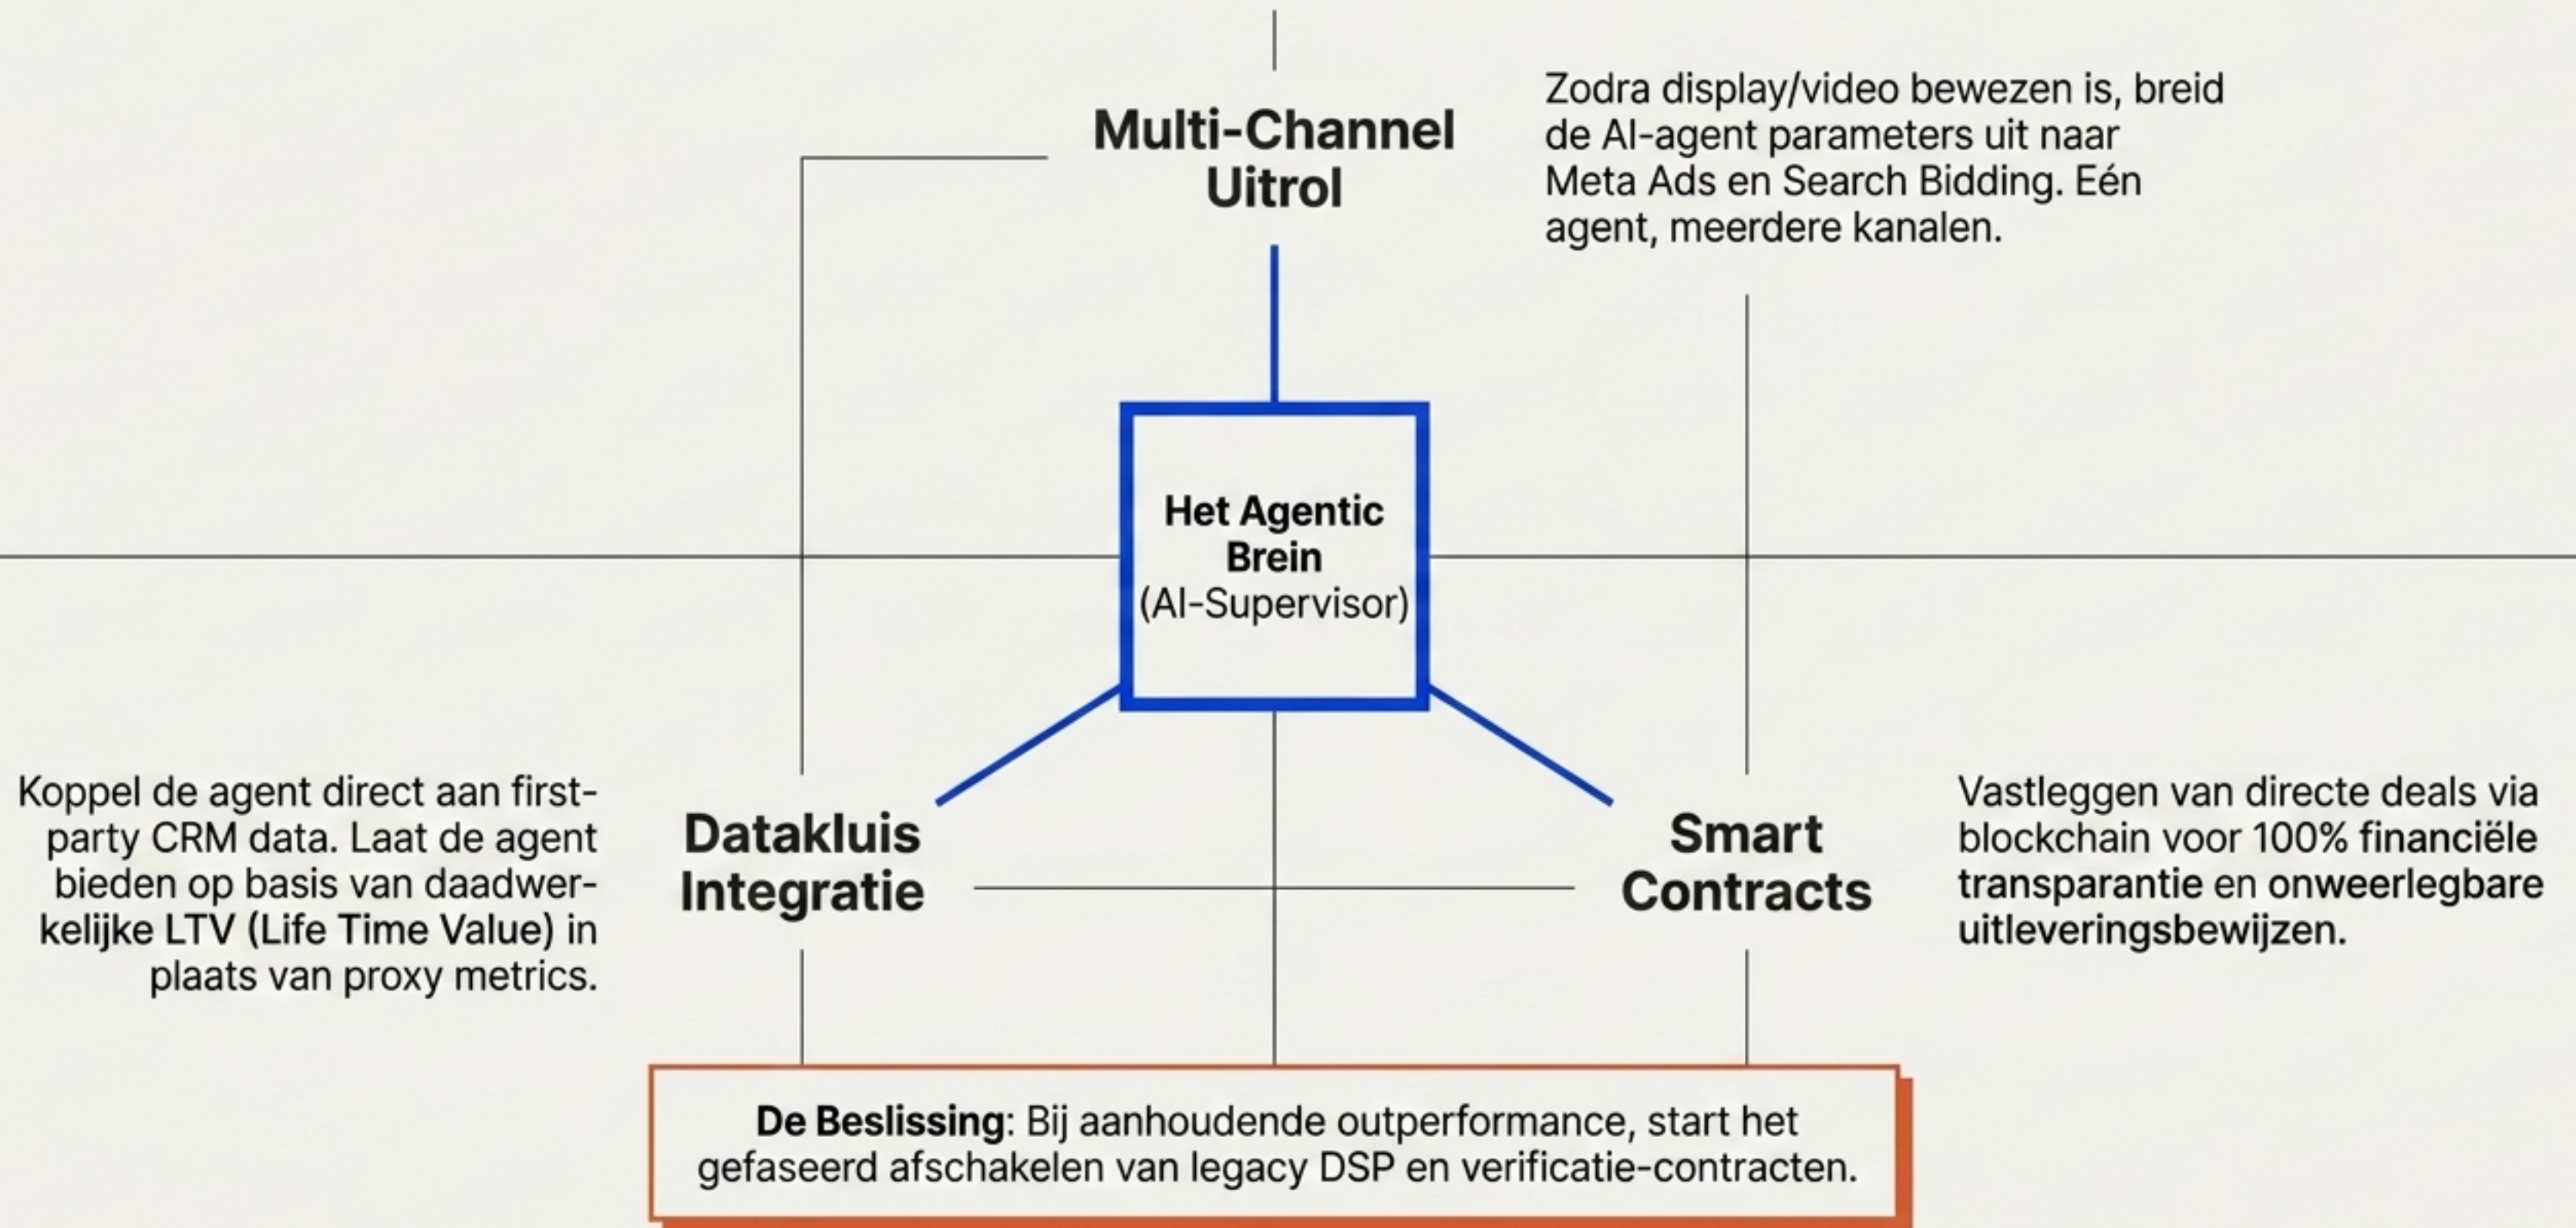 Multi-Channel
Uitrol
Zodra display/video bewezen is, breid
de AI-agent parameters uit naar
Meta Ads en Search Bidding. Eén
agent, meerdere kanalen.
Het Agentic
Brein
(AI-Supervisor)
Koppel de agent direct aan first-
party CRM data. Laat de agent
bieden op basis van daadwer-
kelijke LTV (Life Time Value) in
plaats van proxy metrics.
Datakluis
Integratie
Smart
Contracts
Vastleggen van directe deals via
blockchain voor 100% financiële
transparantie en onweerlegbare
uitleveringsbewijzen.
De Beslissing: Bij aanhoudende outperformance, start het
gefaseerd afschakelen van legacy DSP en verificatie-contracten.